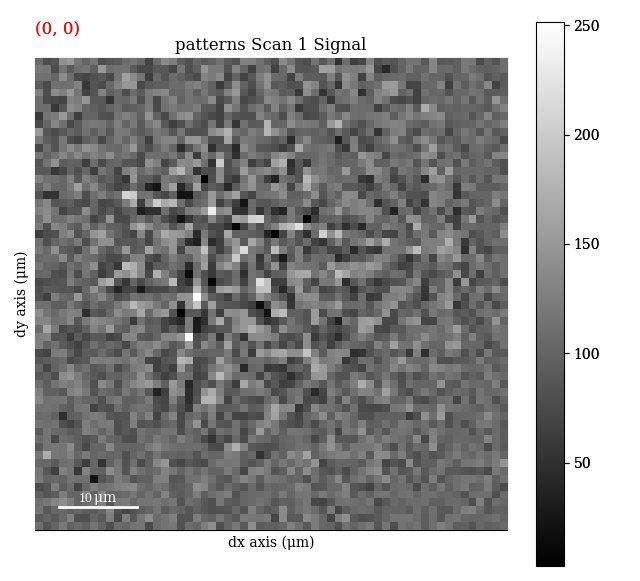 (0, 0)
patterns Scan 1 Signal
250
200
150
100
50
dy axis (µm)
10 µm
dx axis (µm)